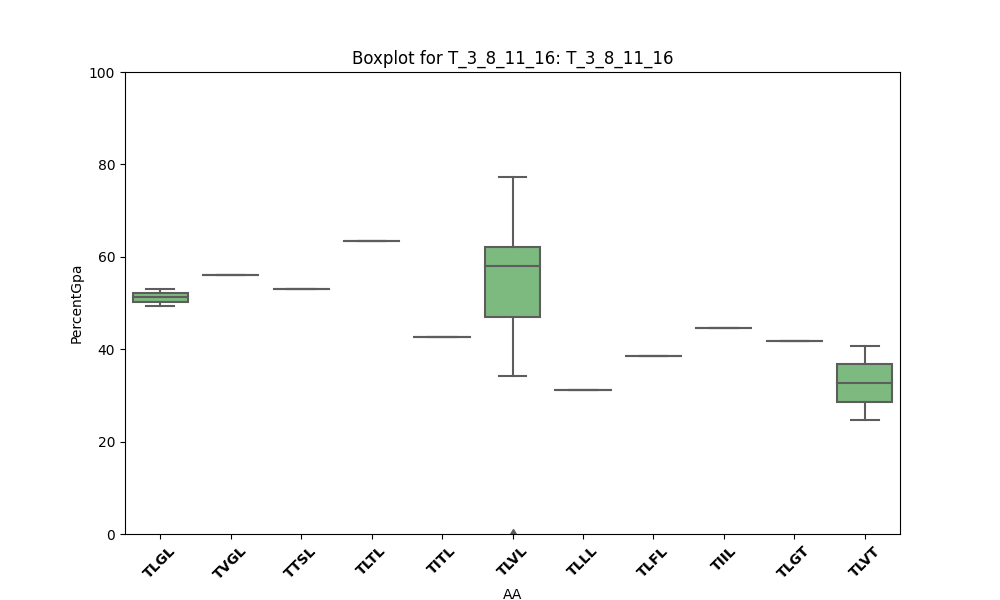 Boxplot for T_3_8_11_16: T_3_8_11_16
100
80
60
40
20
0
PercentGpa
TLGL
TVGL
TTSL
TLTL
TITL
TLVL
TLLL
TLFL
TIIL
TLGT
TLVT
AA